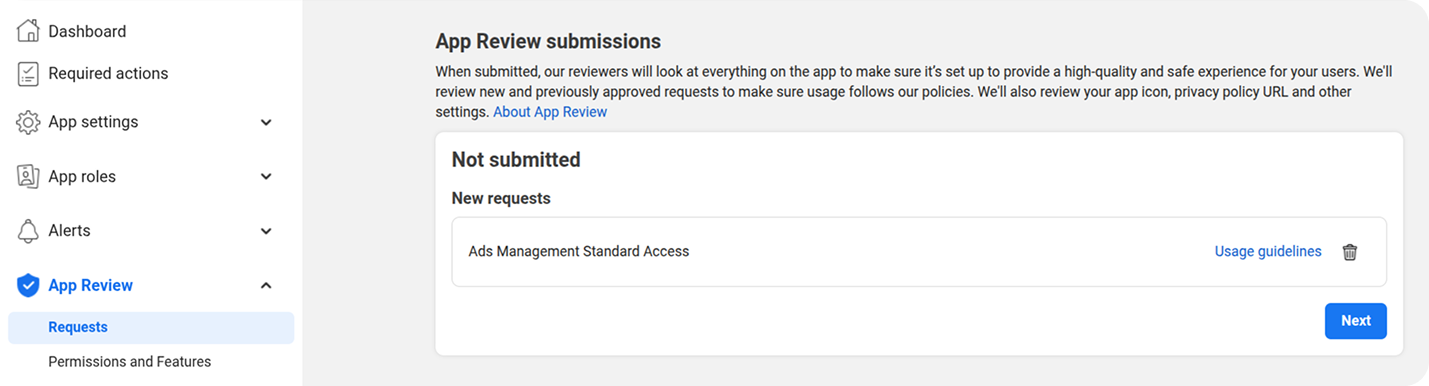 Dashboard
Required actions
App settings
App roles
Alerts
App Review
Requests
Permissions and Features
App Review submissions
When submitted, our reviewers will look at everything on the app to make sure it's set up to provide a high-quality and safe experience for your users. We'll
review new and previously approved requests to make sure usage follows our policies. We'll also review your app icon, privacy policy URL and other
settings. About App Review
Not submitted
New requests
Ads Management Standard Access Usage guidelines
Next